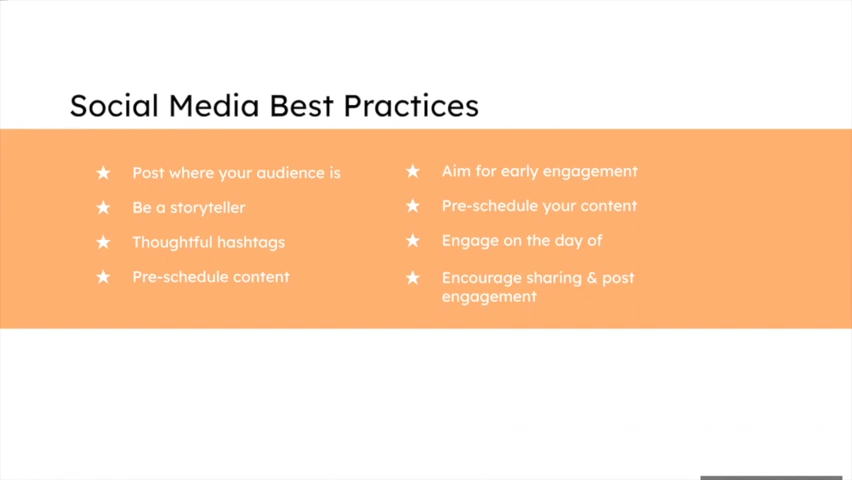 Social Media Best Practices
Post where your audience is
Be a storyteller
Thoughtful hashtags
Pre-schedule content
Aim for early engagement
Pre-schedule your content
Engage on the day of
Encourage sharing & post
engagement